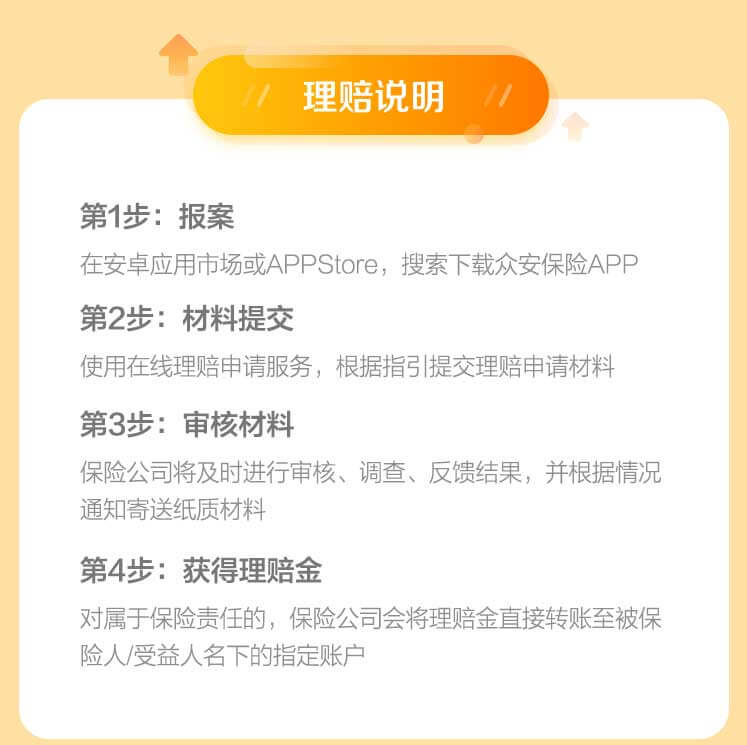 理赔说明
第1步：报案
在安卓应用市场或APPStore，搜索下载众安保险APP
第2步：材料提交
使用在线理赔申请服务，根据指引提交理赔申请材料
第3步：审核材料
保险公司将及时进行审核、调查、反馈结果，并根据情况
通知寄送纸质材料
第4步：获得理赔金
对属于保险责任的，保险公司会将理赔金直接转账至被保
险人/受益人名下的指定账户